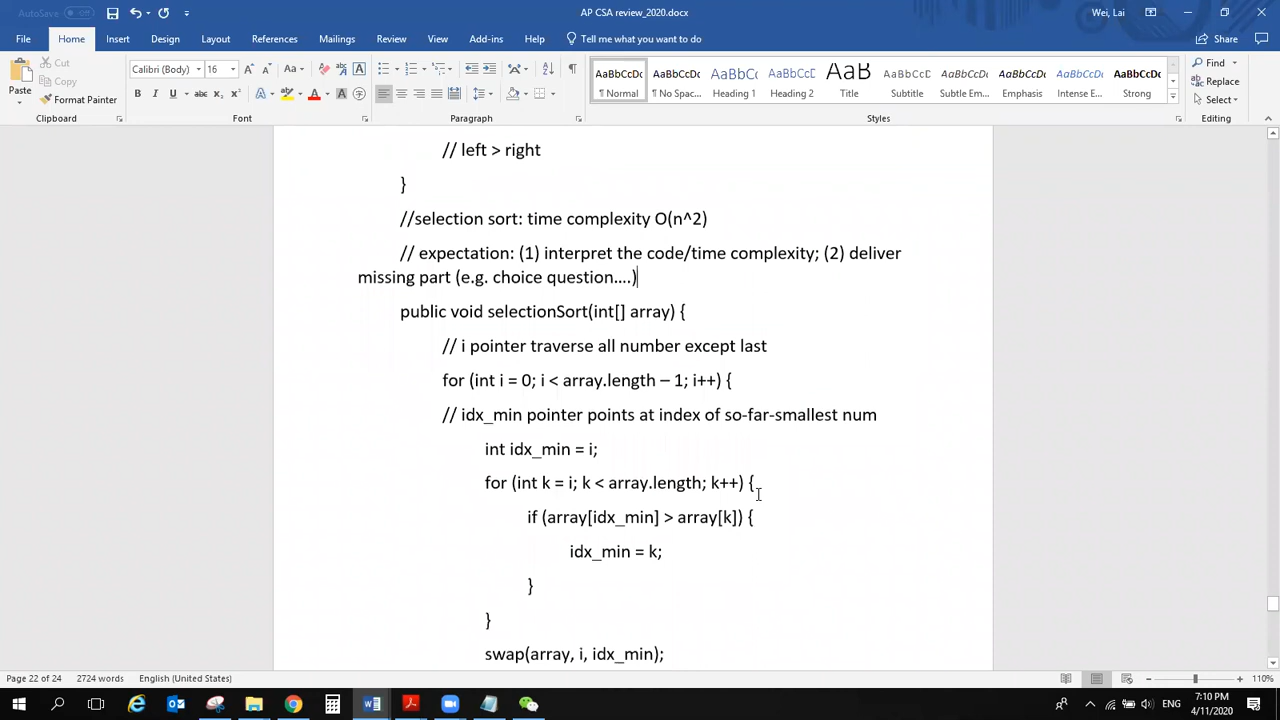 AutoSave Off
AP CSA review_2020.docx
Wei, Lai
File Home Insert Design Layout References Mailings Review View Add-ins Help Tell me what you want to do Share
Paste
Cut
Copy
Format Painter
Calibri (Body) 16
B I U
AaBbCcDc AaBbCcDc AaBbCc AaBbCcD AaB AaBbCcD AaBbCcDc AaBbCcDc AaBbCcDc AaBbCcDc
¶ Normal ¶ No Spac... Heading 1 Heading 2 Title Subtitle Subtle Em... Emphasis Intense E... Strong
Find
Replace
Select
Clipboard Font Paragraph Styles Editing
// left > right
}
//selection sort: time complexity O(n^2)
// expectation: (1) interpret the code/time complexity; (2) deliver
missing part (e.g. choice question....)
public void selectionSort(int[] array) {
// i pointer traverse all number except last
for (int i = 0; i < array.length – 1; i++) {
// idx_min pointer points at index of so-far-smallest num
int idx_min = i;
for (int k = i; k < array.length; k++) {
if (array[idx_min] > array[k]) {
idx_min = k;
}
}
swap(array, i, idx_min);
Page 22 of 24 2724 words English (United States) 110%
ENG
7:10 PM
4/11/2020